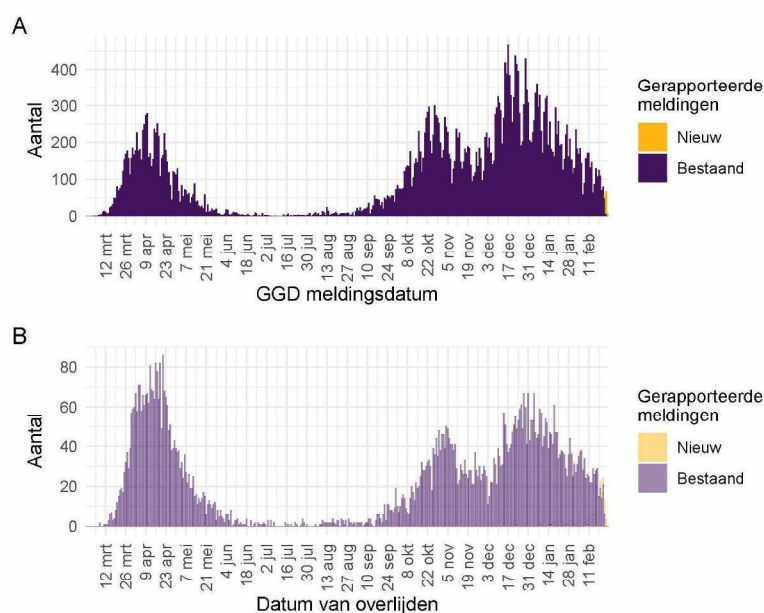 A
Aantal
400
300
200
100
0
12 mrt
26 mrt
9 apr
23 apr
7 mei
21 mei
4 jun
18 jun
2 jul
16 jul
30 jul
13 aug
27 aug
10 sep
24 sep
8 okt
22 okt
5 nov
19 nov
3 dec
17 dec
31 dec
14 jan
28 jan
11 feb
GGD meldingsdatum
Gerapporteerde
meldingen
Nieuw
Bestaand
B
Aantal
80
60
40
20
0
12 mrt
26 mrt
9 apr
23 apr
7 mei
21 mei
4 jun
18 jun
2 jul
16 jul
30 jul
13 aug
27 aug
10 sep
24 sep
8 okt
22 okt
5 nov
19 nov
3 dec
17 dec
31 dec
14 jan
28 jan
11 feb
Datum van overlijden
Gerapporteerde
meldingen
Nieuw
Bestaand